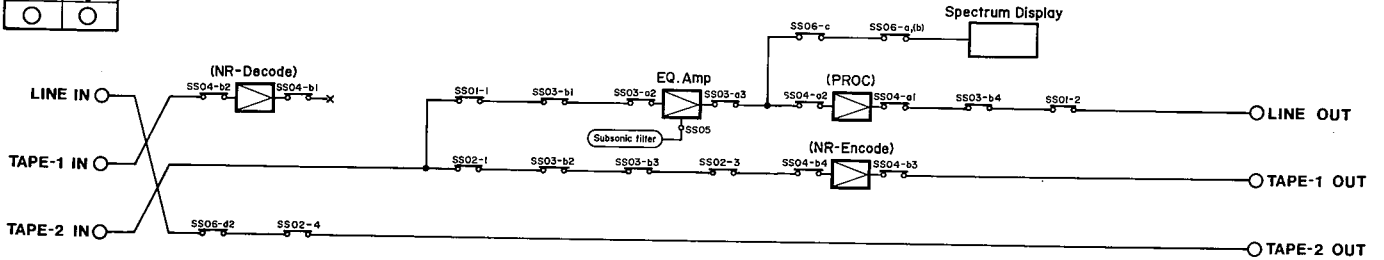 Spectrum Display
SS06-c SS06-a,(b)
(NR-Decode) EQ. Amp (PROC)
LINE IN SS04-b2 SS04-b1 SS01-1 SS03-b1 SS03-a2 SS03-a3 SS04-a2 SS04-a1 SS03-b4 SS01-2 LINE OUT
SS05
Subsonic filter
(NR-Encode)
TAPE-1 IN SS02-1 SS03-b2 SS03-b3 SS02-3 SS04-b4 SS04-b3 TAPE-1 OUT
TAPE-2 IN SS06-d2 SS02-4 TAPE-2 OUT